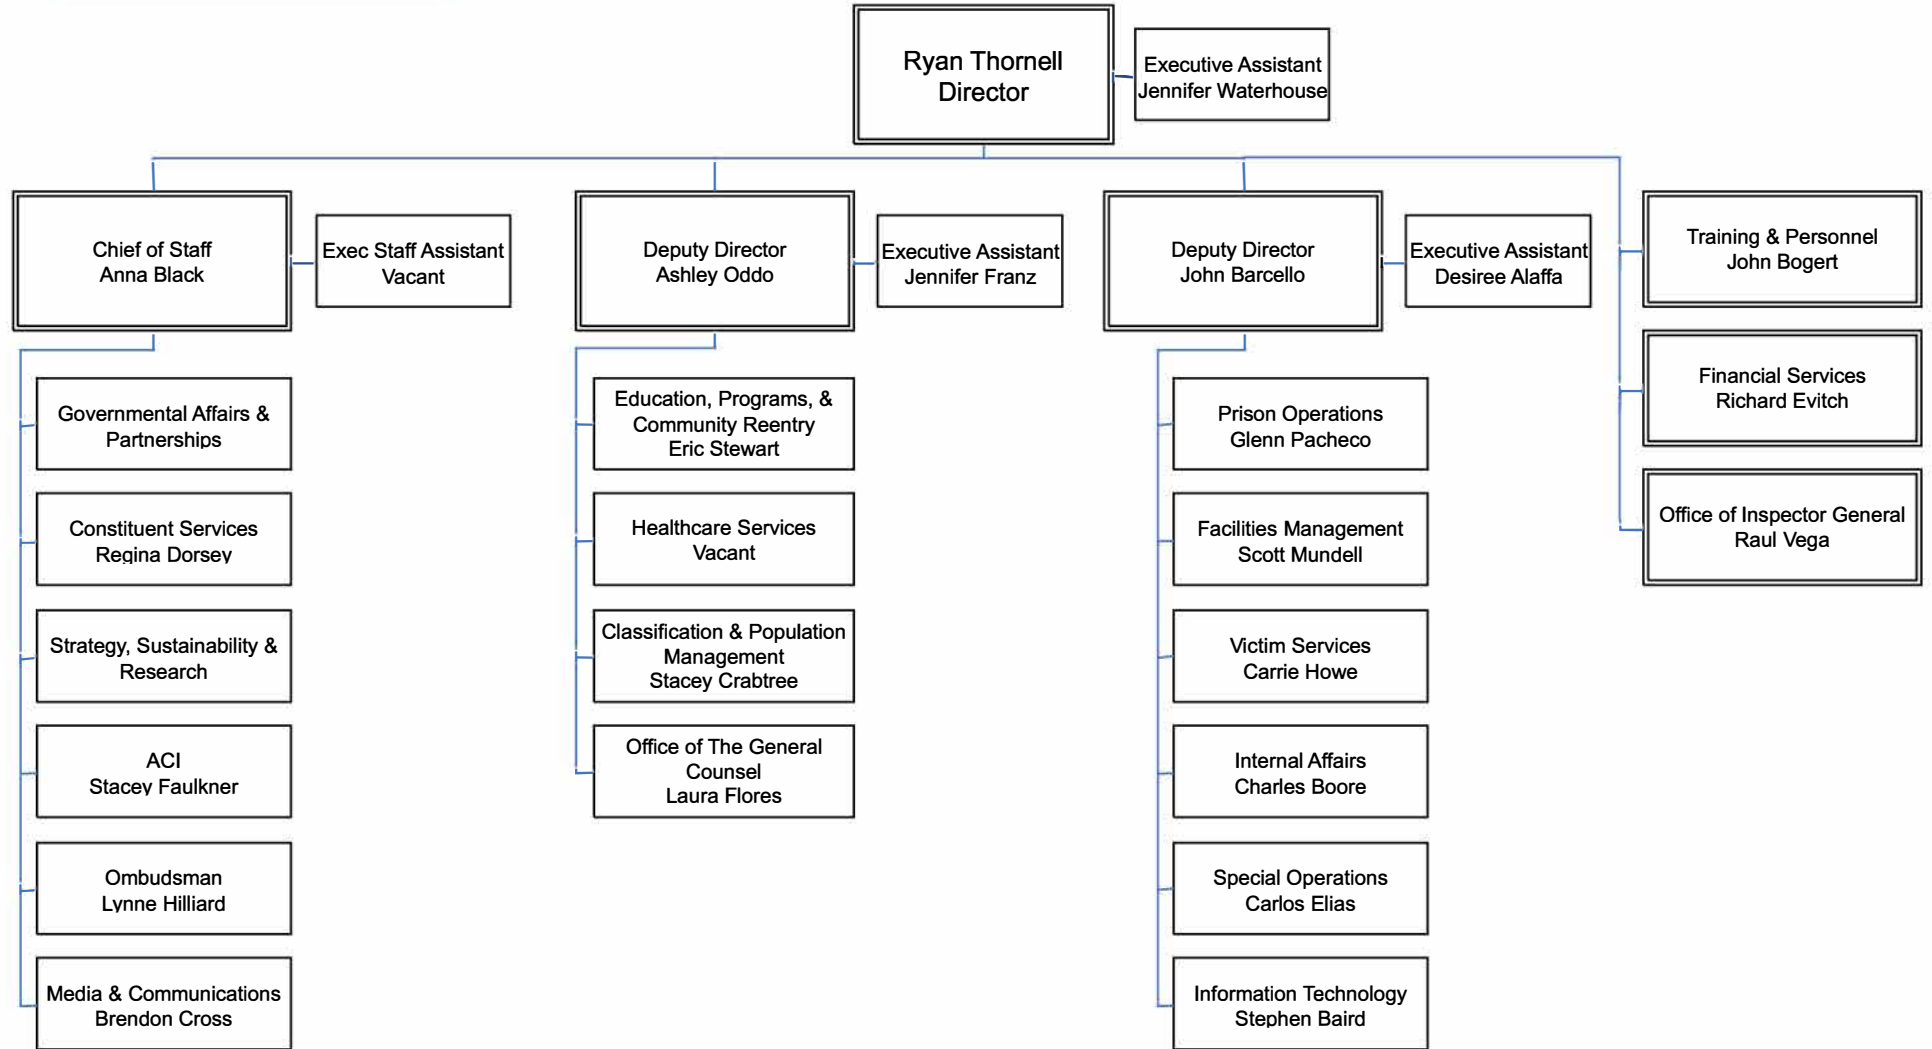 Ryan Thornell
Director
Executive Assistant
Jennifer Waterhouse
Chief of Staff
Anna Black
Exec Staff Assistant
Vacant
Deputy Director
Ashley Oddo
Executive Assistant
Jennifer Franz
Deputy Director
John Barcello
Executive Assistant
Desiree Alaffa
Training & Personnel
John Bogert
Financial Services
Richard Evitch
Office of Inspector General
Raul Vega
Governmental Affairs &
Partnerships
Constituent Services
Regina Dorsey
Strategy, Sustainability &
Research
ACI
Stacey Faulkner
Ombudsman
Lynne Hilliard
Media & Communications
Brendon Cross
Education, Programs, &
Community Reentry
Eric Stewart
Healthcare Services
Vacant
Classification & Population
Management
Stacey Crabtree
Office of The General
Counsel
Laura Flores
Prison Operations
Glenn Pacheco
Facilities Management
Scott Mundell
Victim Services
Carrie Howe
Internal Affairs
Charles Boore
Special Operations
Carlos Elias
Information Technology
Stephen Baird